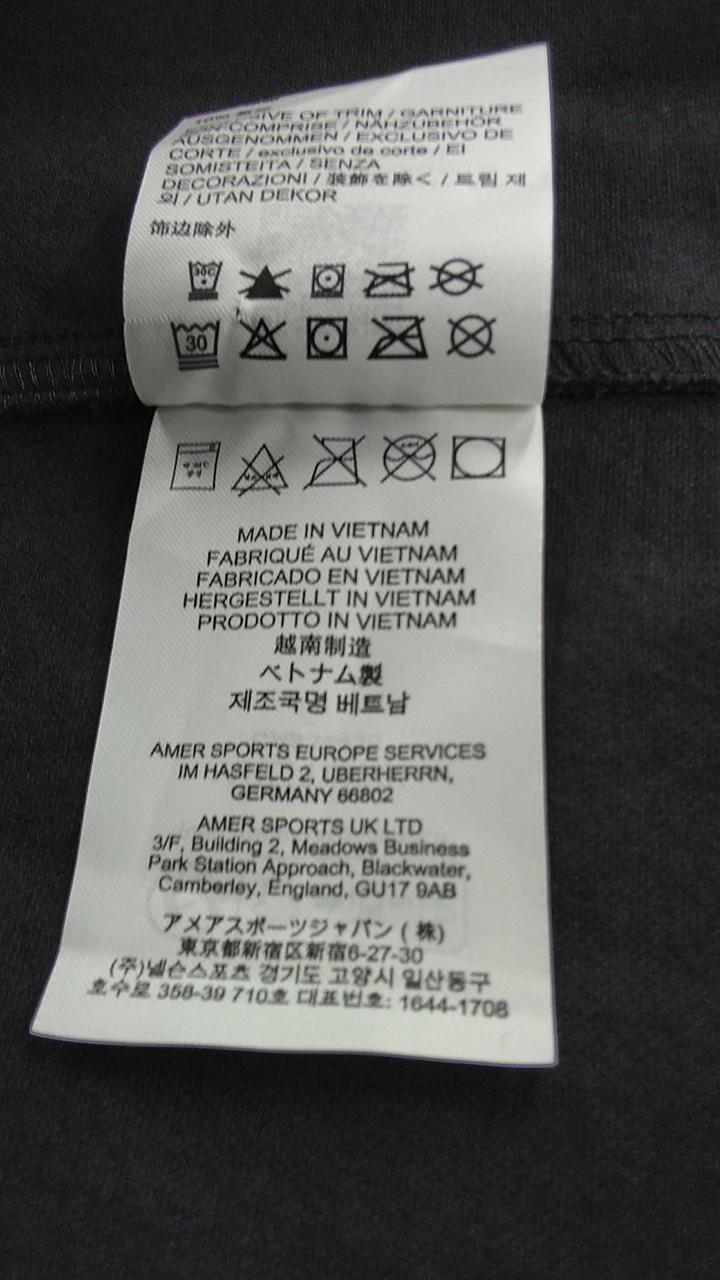 SIVE OF TRIM / GARNITURE
COMPRISE / NÄHZUBEHÖR
AUSGENOMMEN / EXCLUSIVO DE
CORTE / exclusivo de corte / EI
SOMISTEITA / SENZA
DECORAZIONI / 装飾を除く / 트림 제
외 / UTAN DEKOR
饰边除外
30C
30
MADE IN VIETNAM
FABRIQUÉ AU VIETNAM
FABRICADO EN VIETNAM
HERGESTELLT IN VIETNAM
PRODOTTO IN VIETNAM
越南制造
ベトナム製
제조국명 베트남
AMER SPORTS EUROPE SERVICES
IM HASFELD 2, UBERHERRN,
GERMANY 66802
AMER SPORTS UK LTD
3/F, Building 2, Meadows Business
Park Station Approach, Blackwater,
Camberley, England, GU17 9AB
アメアスポーツジャパン ( 株)
東京都新宿区新宿6-27-30
(주)넬슨스포츠 경기도 고양시 일산동구
호수로 358-39 710호 대표번호: 1644-1708